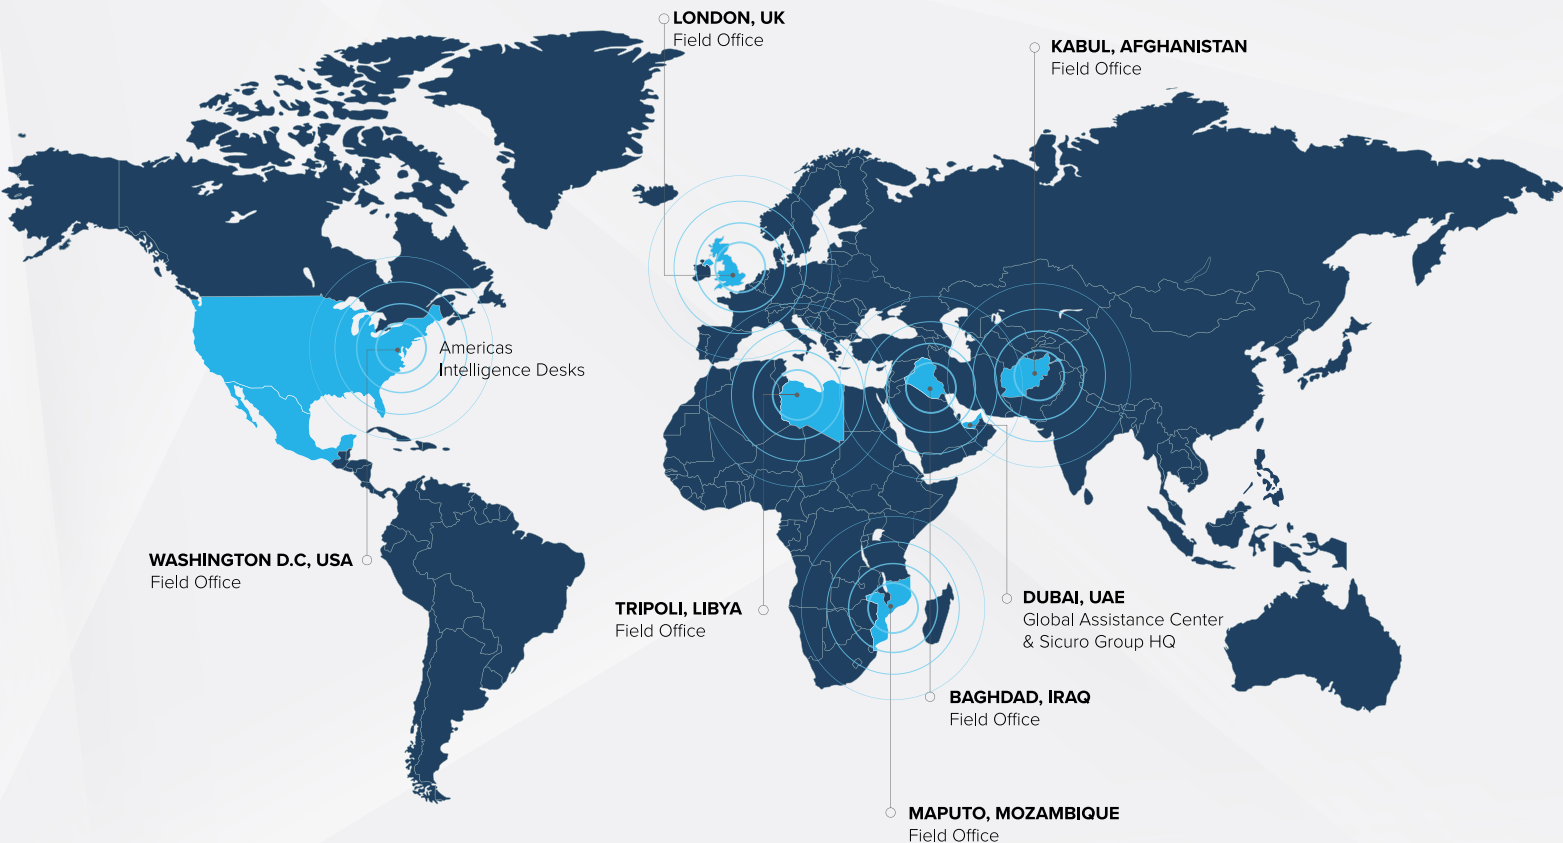 LONDON, UK
Field Office
KABUL, AFGHANISTAN
Field Office
Americas
Intelligence Desks
WASHINGTON D.C, USA
Field Office
TRIPOLI, LIBYA
Field Office
DUBAI, UAE
Global Assistance Center
& Sicuro Group HQ
BAGHDAD, IRAQ
Field Office
MAPUTO, MOZAMBIQUE
Field Office